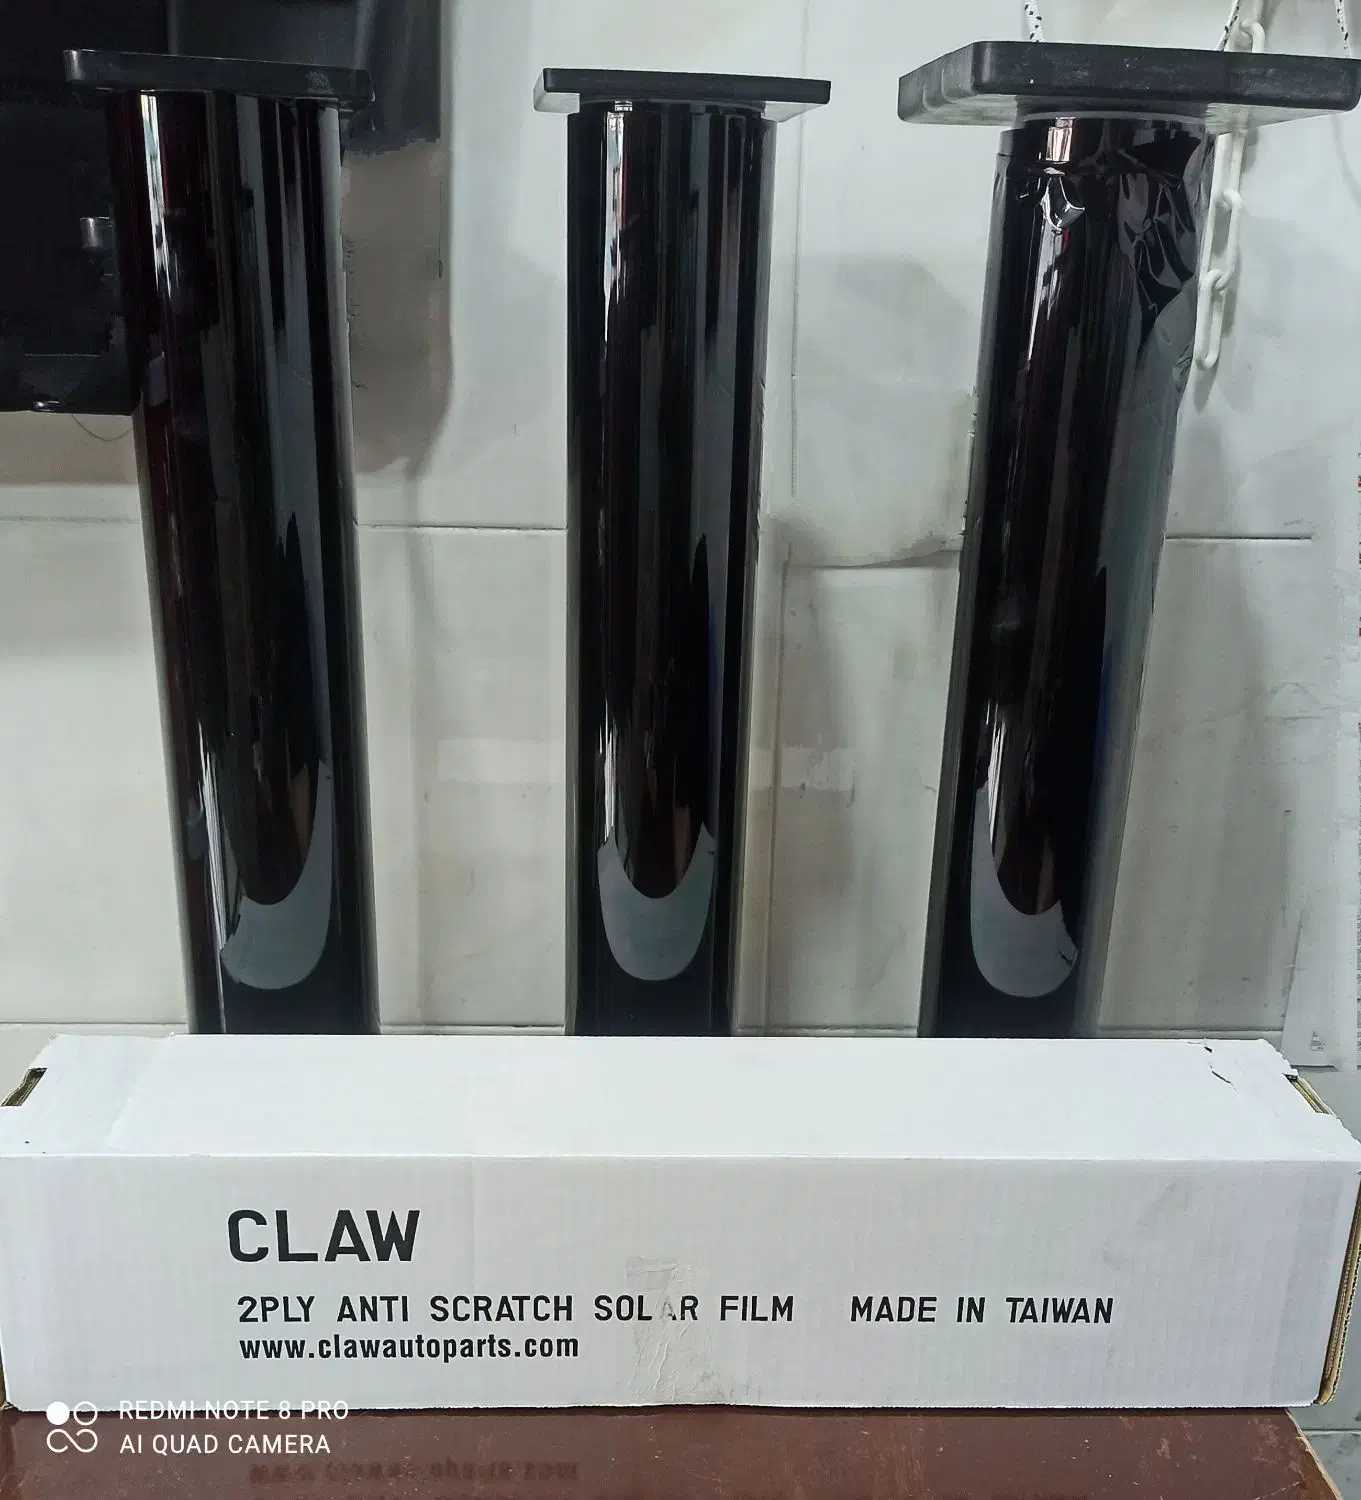 CLAW
2PLY ANTI SCRATCH SOLAR FILM MADE IN TAIWAN
www.clawautoparts.com
REDMI NOTE 8 PRO
AI QUAD CAMERA